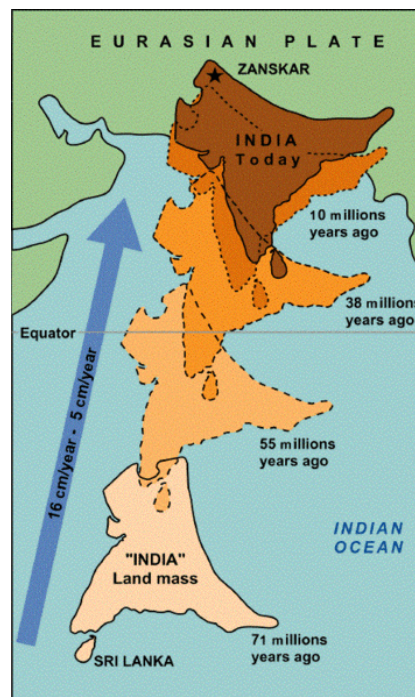 EURASIAN PLATE
ZANSKAR
INDIA
Today
10 millions
years ago
38 millions
years ago
Equator
16 cm/year - 5 cm/year
55 millions
years ago
INDIAN
OCEAN
"INDIA"
Land mass
71 millions
years ago
SRI LANKA